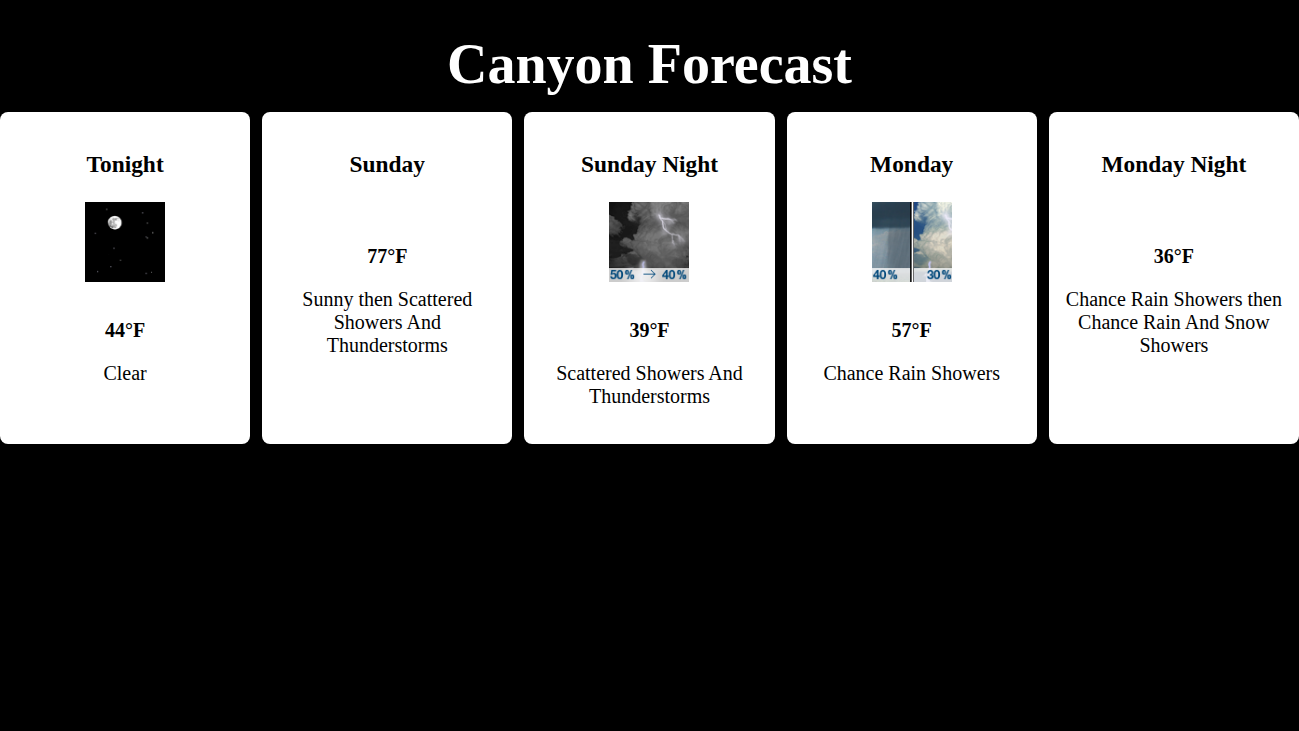 Canyon Forecast
Tonight
44°F
Clear
Sunday
77°F
Sunny then Scattered
Showers And
Thunderstorms
Sunday Night
50% → 40%
39°F
Scattered Showers And
Thunderstorms
Monday
40% 30%
57°F
Chance Rain Showers
Monday Night
36°F
Chance Rain Showers then
Chance Rain And Snow
Showers